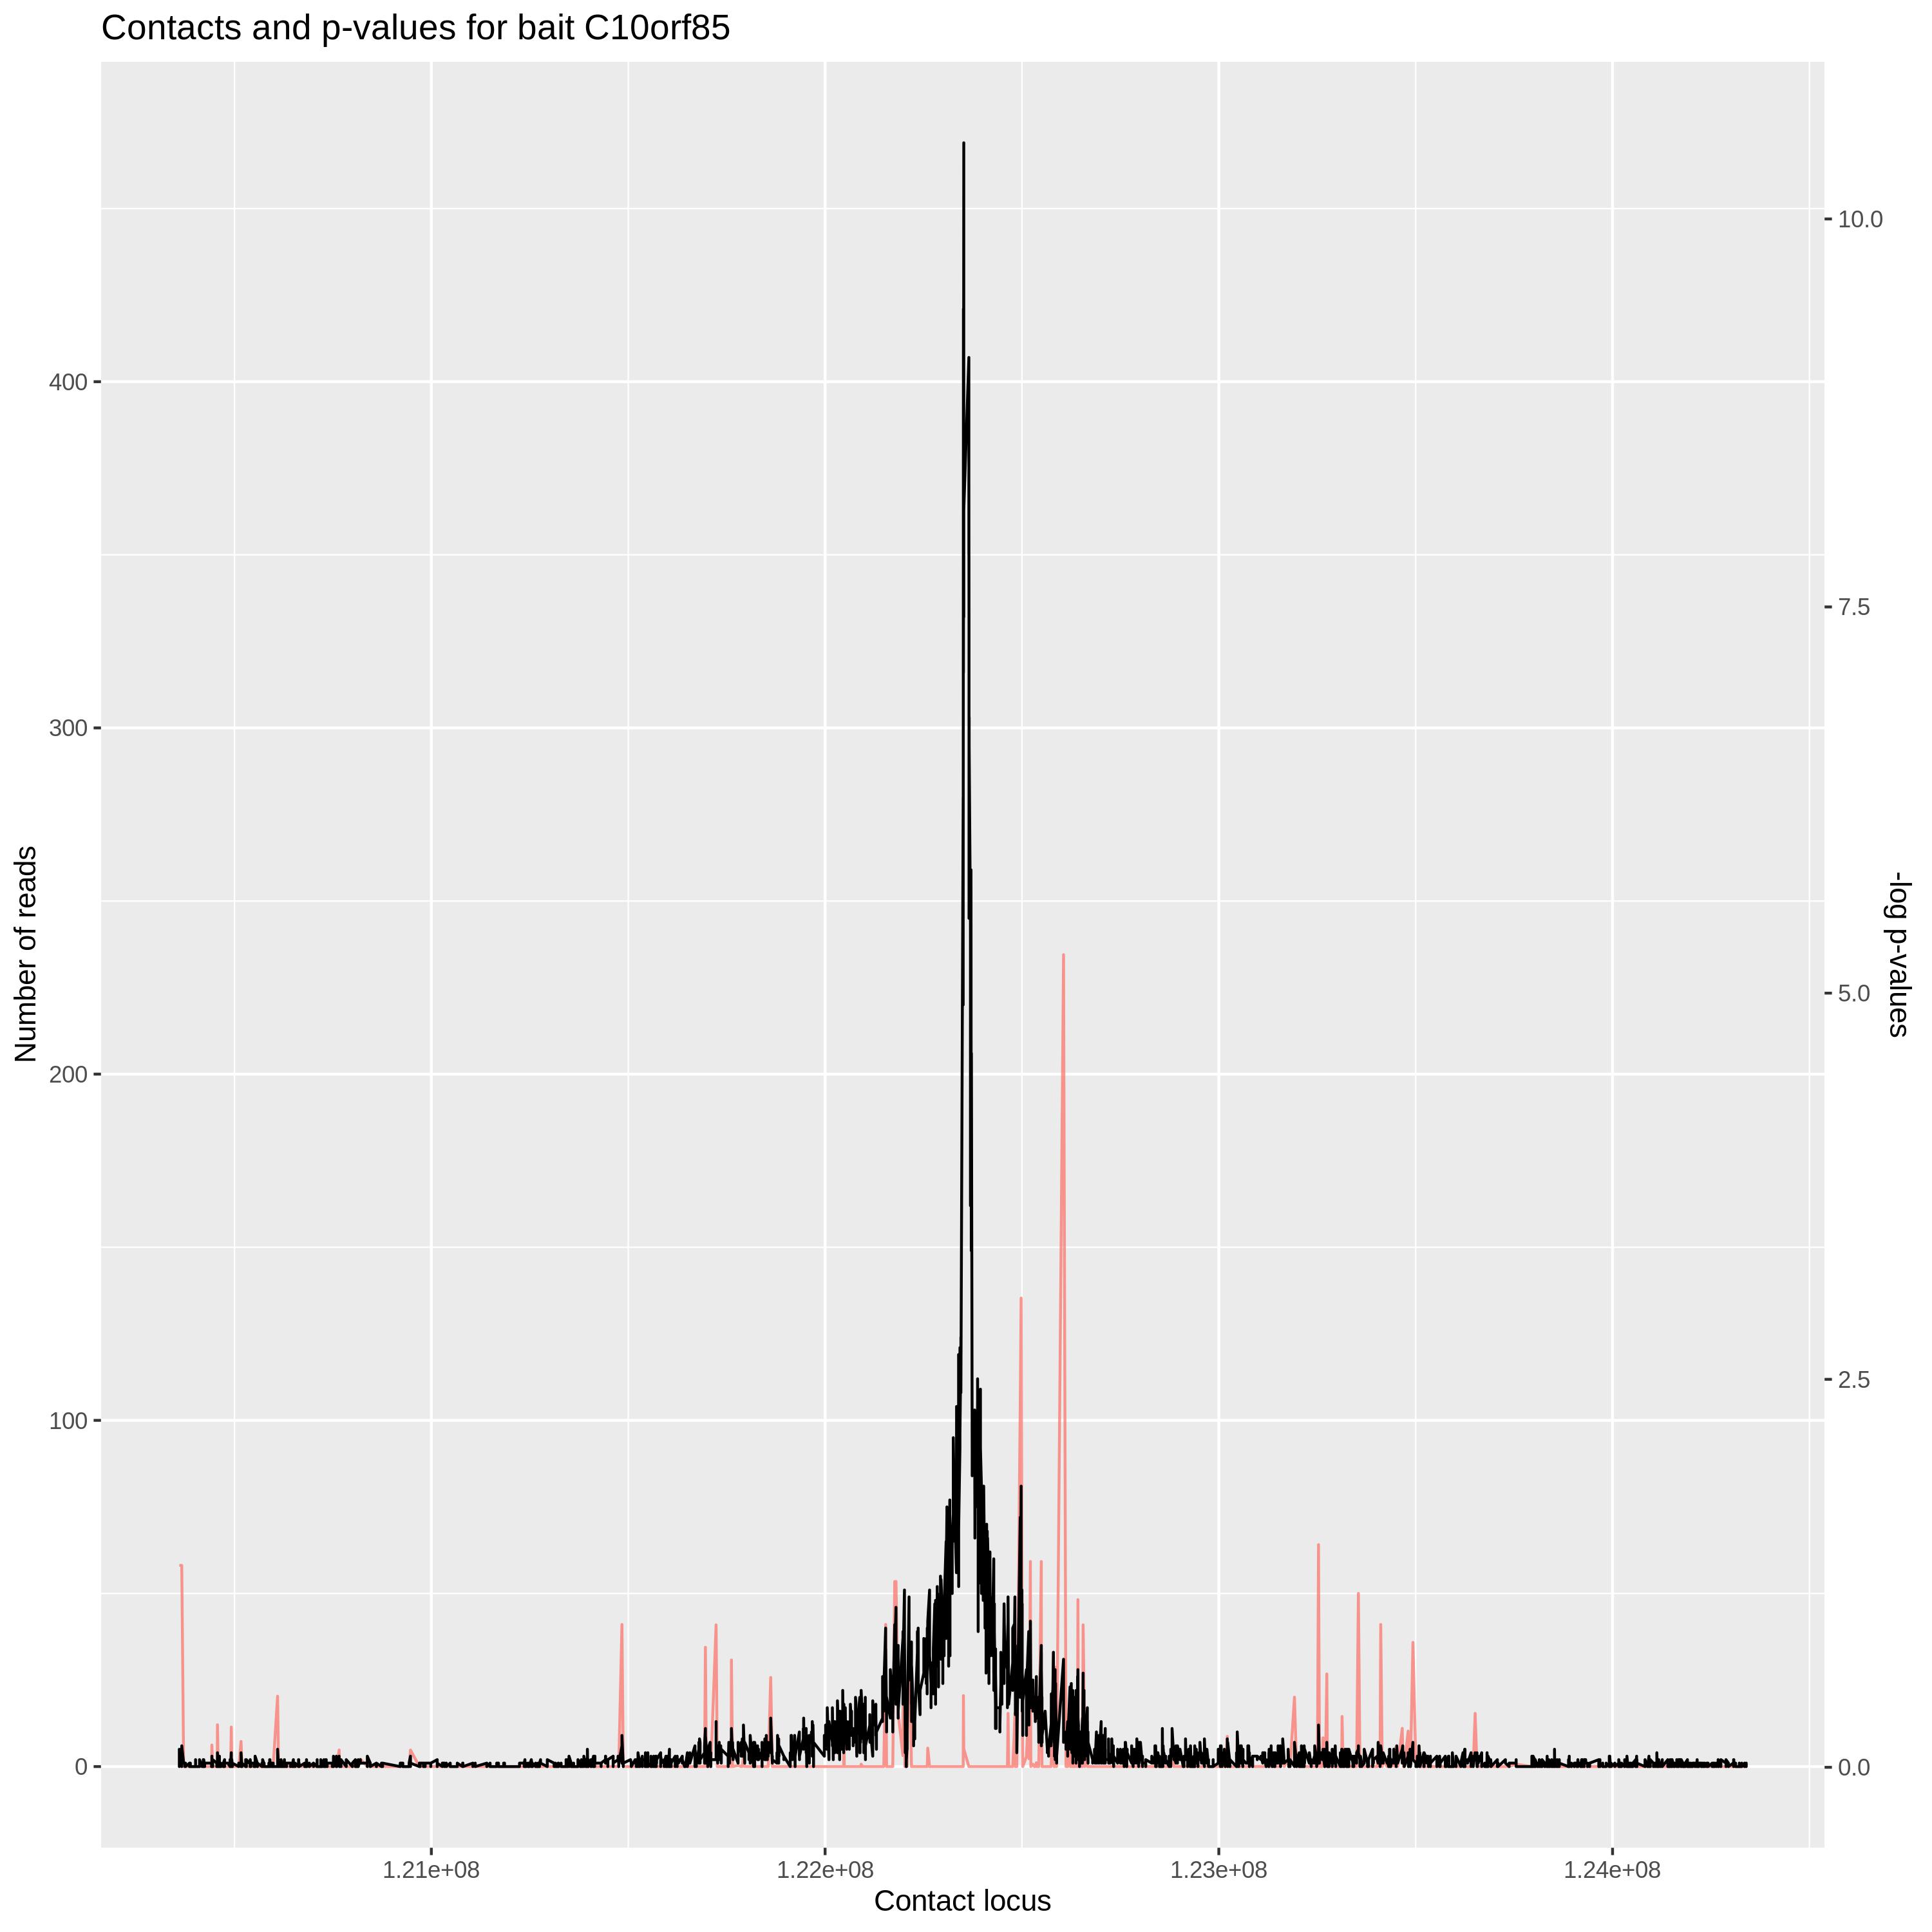 Contacts and p-values for bait C10orf85
Number of reads
400
300
200
100
0
10.0
7.5
5.0
2.5
0.0
-log p-values
1.21e+08
1.22e+08
1.23e+08
1.24e+08
Contact locus